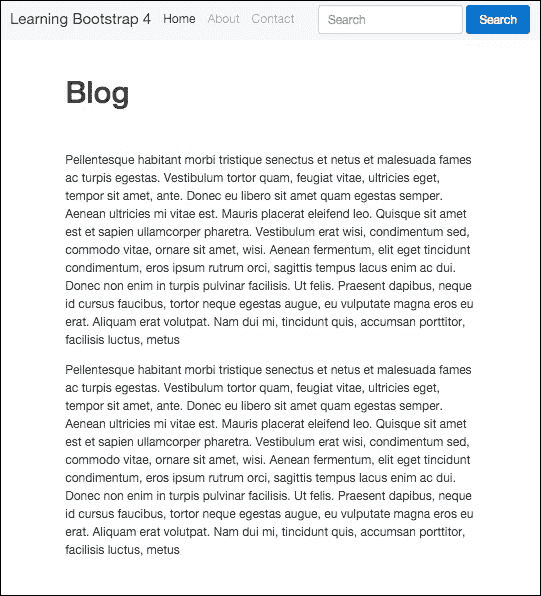 Learning Bootstrap 4 Home About Contact Search Search
Blog
Pellentesque habitant morbi tristique senectus et netus et malesuada fames
ac turpis egestas. Vestibulum tortor quam, feugiat vitae, ultricies eget,
tempor sit amet, ante. Donec eu libero sit amet quam egestas semper.
Aenean ultricies mi vitae est. Mauris placerat eleifend leo. Quisque sit amet
est et sapien ullamcorper pharetra. Vestibulum erat wisi, condimentum sed,
commodo vitae, ornare sit amet, wisi. Aenean fermentum, elit eget tincidunt
condimentum, eros ipsum rutrum orci, sagittis tempus lacus enim ac dui.
Donec non enim in turpis pulvinar facilisis. Ut felis. Praesent dapibus, neque
id cursus faucibus, tortor neque egestas augue, eu vulputate magna eros eu
erat. Aliquam erat volutpat. Nam dui mi, tincidunt quis, accumsan porttitor,
facilisis luctus, metus
Pellentesque habitant morbi tristique senectus et netus et malesuada fames
ac turpis egestas. Vestibulum tortor quam, feugiat vitae, ultricies eget,
tempor sit amet, ante. Donec eu libero sit amet quam egestas semper.
Aenean ultricies mi vitae est. Mauris placerat eleifend leo. Quisque sit amet
est et sapien ullamcorper pharetra. Vestibulum erat wisi, condimentum sed,
commodo vitae, ornare sit amet, wisi. Aenean fermentum, elit eget tincidunt
condimentum, eros ipsum rutrum orci, sagittis tempus lacus enim ac dui.
Donec non enim in turpis pulvinar facilisis. Ut felis. Praesent dapibus, neque
id cursus faucibus, tortor neque egestas augue, eu vulputate magna eros eu
erat. Aliquam erat volutpat. Nam dui mi, tincidunt quis, accumsan porttitor,
facilisis luctus, metus